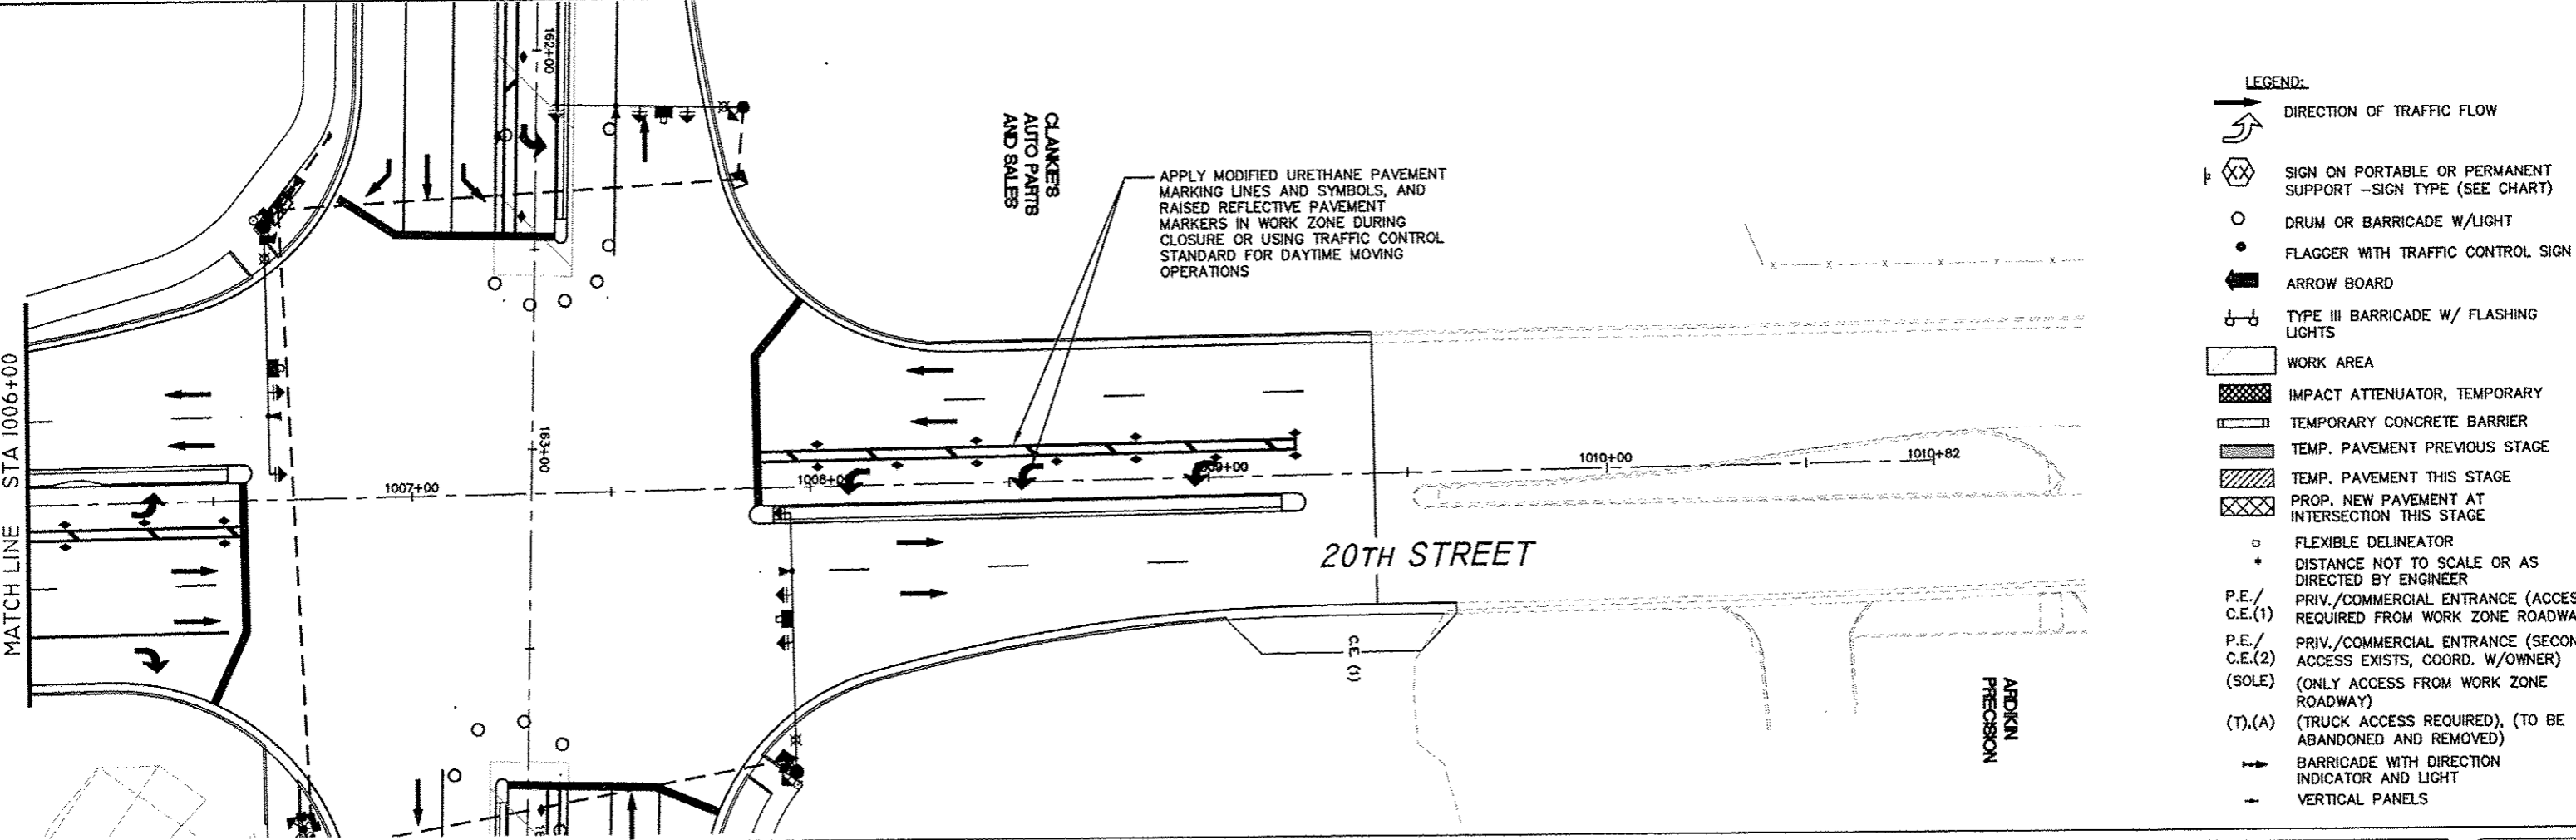 162+00
CLANKIE'S
AUTO PARTS
AND SALES
APPLY MODIFIED URETHANE PAVEMENT
MARKING LINES AND SYMBOLS, AND
RAISED REFLECTIVE PAVEMENT
MARKERS IN WORK ZONE DURING
CLOSURE OR USING TRAFFIC CONTROL
STANDARD FOR DAYTIME MOVING
OPERATIONS
MATCH LINE STA 1006+00
163+00
1007+00
1008+00
1009+00
1010+00
1010+82
20TH STREET
C.E. (1)
PRECISION
LEGEND:
DIRECTION OF TRAFFIC FLOW
XX
SIGN ON PORTABLE OR PERMANENT
SUPPORT -SIGN TYPE (SEE CHART)
DRUM OR BARRICADE W/LIGHT
FLAGGER WITH TRAFFIC CONTROL SIGN
ARROW BOARD
TYPE III BARRICADE W/ FLASHING
LIGHTS
WORK AREA
IMPACT ATTENUATOR, TEMPORARY
TEMPORARY CONCRETE BARRIER
TEMP. PAVEMENT PREVIOUS STAGE
TEMP. PAVEMENT THIS STAGE
PROP. NEW PAVEMENT AT
INTERSECTION THIS STAGE
FLEXIBLE DELINEATOR
* DISTANCE NOT TO SCALE OR AS
DIRECTED BY ENGINEER
P.E./ PRIV./COMMERCIAL ENTRANCE (ACCES
C.E.(1) REQUIRED FROM WORK ZONE ROADWA
P.E./ PRIV./COMMERCIAL ENTRANCE (SECON
C.E.(2) ACCESS EXISTS, COORD. W/OWNER)
(SOLE) (ONLY ACCESS FROM WORK ZONE
ROADWAY)
(T),(A) (TRUCK ACCESS REQUIRED), (TO BE
ABANDONED AND REMOVED)
BARRICADE WITH DIRECTION
INDICATOR AND LIGHT
VERTICAL PANELS